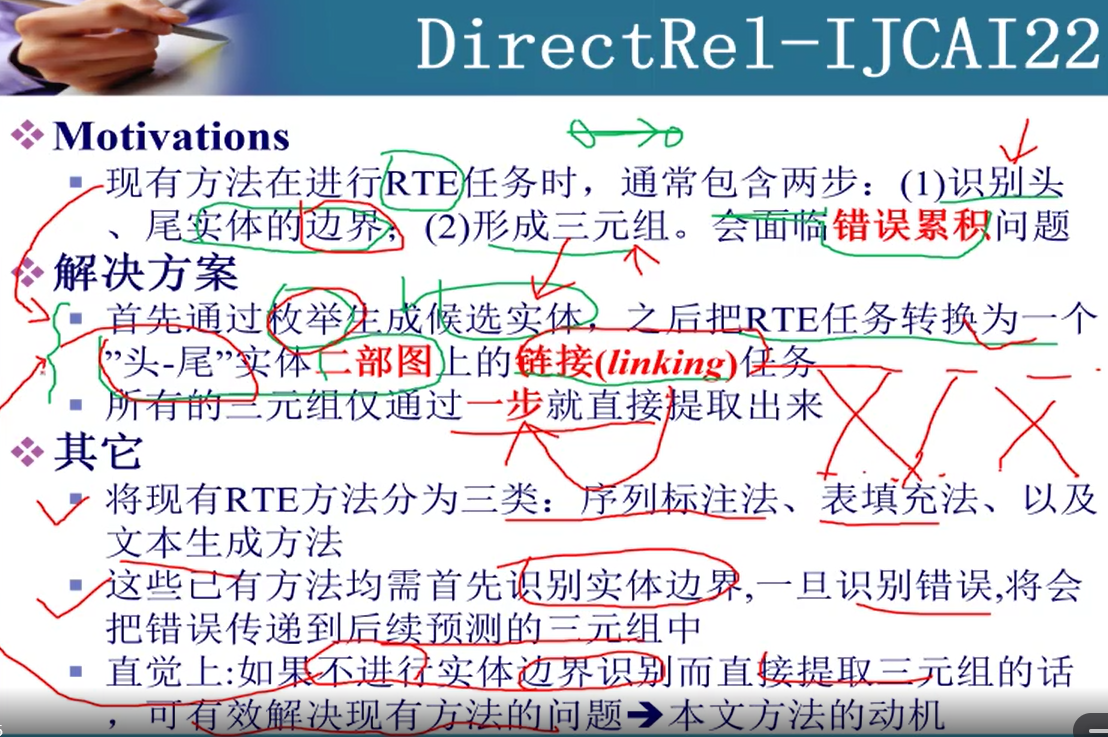 DirectRel-IJCAI22
Motivations
现有方法在进行RTE任务时，通常包含两步：(1)识别头
、尾实体的边界；(2)形成三元组。会面临错误累积问题
解决方案
首先通过枚举生成候选实体，之后把RTE任务转换为一个
”头-尾”实体二部图上的链接(linking)任务
所有的三元组仅通过一步就直接提取出来
其它
将现有RTE方法分为三类：序列标注法、表填充法、以及
文本生成方法
这些已有方法均需首先识别实体边界,一旦识别错误,将会
把错误传递到后续预测的三元组中
直觉上:如果不进行实体边界识别而直接提取三元组的话
，可有效解决现有方法的问题➔本文方法的动机